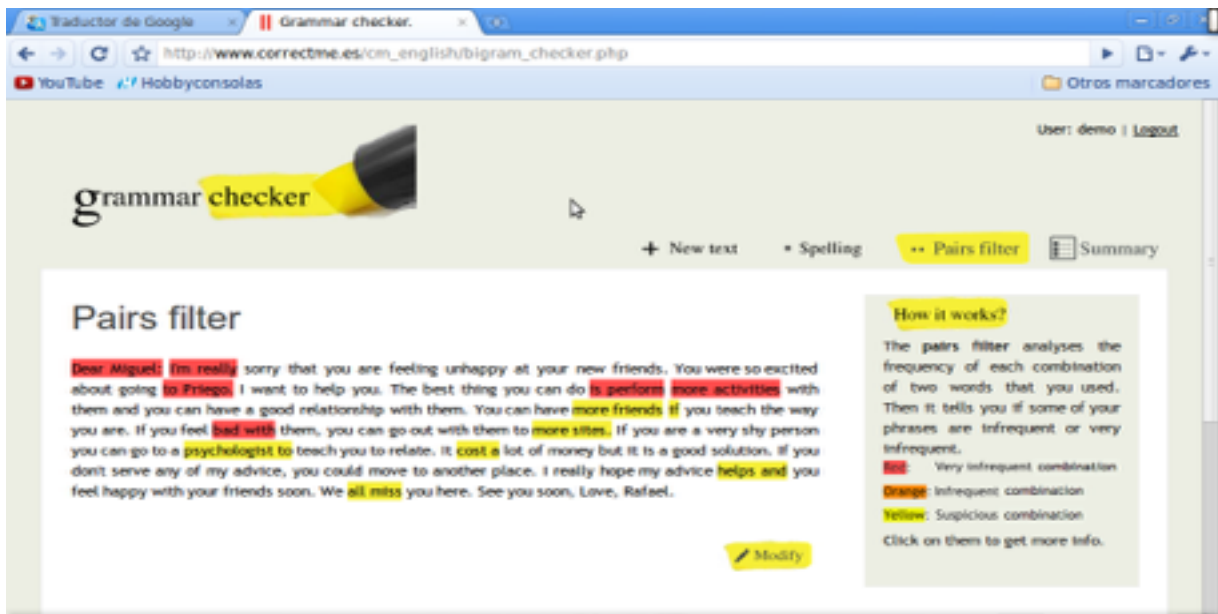 Traductor de Google
Grammar checker.
http://www.correctme.es/cm_english/bigram_checker.php
YouTube
Hobbyconsolas
Otros marcadores
User: demo | Logout
grammar checker
New text
Spelling
Pairs filter
Summary
Pairs filter
Dear Miguel: I'm really sorry that you are feeling unhappy at your new friends. You were so excited
about going to Priego. I want to help you. The best thing you can do is perform more activities with
them and you can have a good relationship with them. You can have more friends if you teach the way
you are. If you feel bad with them, you can go out with them to more sites. If you are a very shy person
you can go to a psychologist to teach you to relate. It cost a lot of money but it is a good solution. If you
don't serve any of my advice, you could move to another place. I really hope my advice helps and you
feel happy with your friends soon. We all miss you here. See you soon, Love, Rafael.
Modify
How it works?
The pairs filter analyses the
frequency of each combination
of two words that you used.
Then it tells you if some of your
phrases are infrequent or very
infrequent.
Red: Very infrequent combination
Orange: Infrequent combination
Yellow: Suspicious combination
Click on them to get more info.